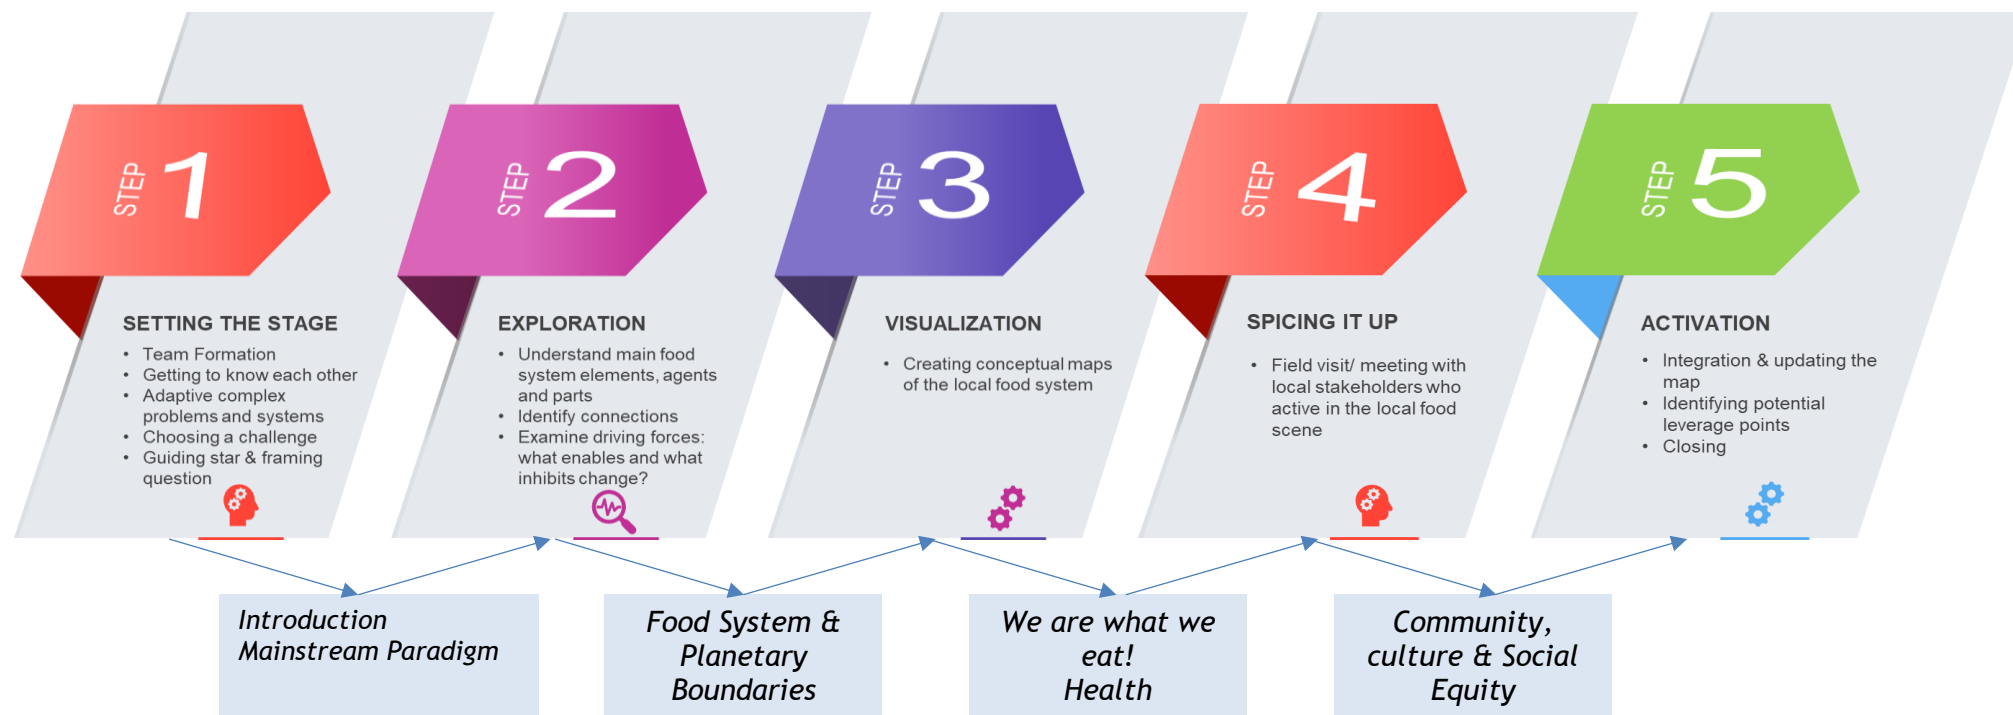 STEP 1
SETTING THE STAGE
• Team Formation
• Getting to know each other
• Adaptive complex
problems and systems
• Choosing a challenge
• Guiding star & framing
question
STEP 2
EXPLORATION
• Understand main food
system elements, agents
and parts
• Identify connections
• Examine driving forces:
what enables and what
inhibits change?
STEP 3
VISUALIZATION
• Creating conceptual maps
of the local food system
STEP 4
SPICING IT UP
• Field visit/ meeting with
local stakeholders who
active in the local food
scene
STEP 5
ACTIVATION
• Integration & updating the
map
• Identifying potential
leverage points
• Closing
Introduction
Mainstream Paradigm
Food System &
Planetary
Boundaries
We are what we
eat!
Health
Community,
culture & Social
Equity